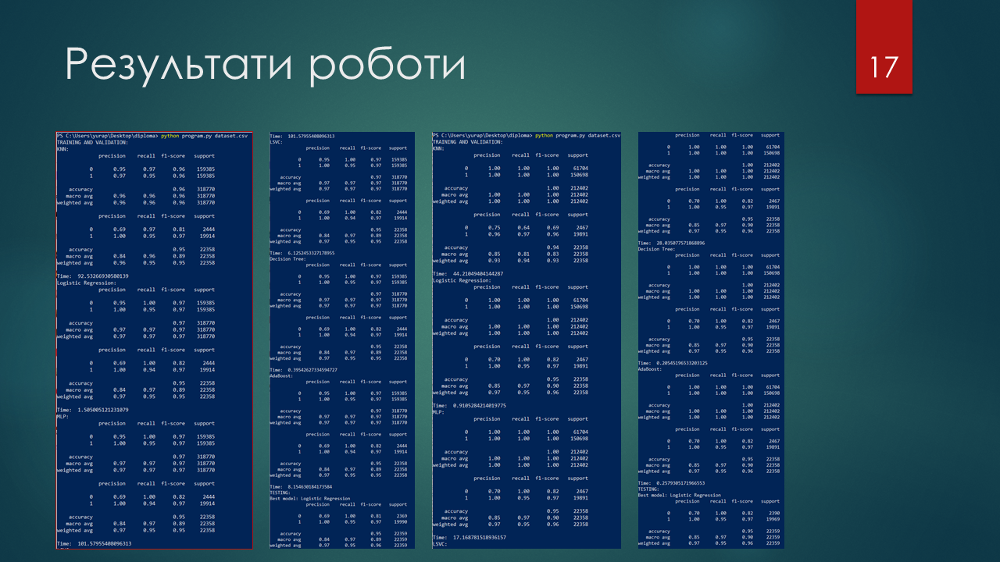 Результати роботи
17
PS C:\Users\yurap\Desktop\diploma> python program.py dataset.csv
TRAINING AND VALIDATION:
KNN:
precision recall f1-score support
0 0.95 0.97 0.96 159385
1 0.97 0.95 0.96 159385
accuracy 0.96 318770
macro avg 0.96 0.96 0.96 318770
weighted avg 0.96 0.96 0.96 318770
precision recall f1-score support
0 0.69 0.97 0.81 2444
1 1.00 0.95 0.97 19914
accuracy 0.95 22358
macro avg 0.84 0.96 0.89 22358
weighted avg 0.96 0.95 0.95 22358
Time: 92.53266930580139
Logistic Regression:
precision recall f1-score support
0 0.95 1.00 0.97 159385
1 1.00 0.95 0.97 159385
accuracy 0.97 318770
macro avg 0.97 0.97 0.97 318770
weighted avg 0.97 0.97 0.97 318770
precision recall f1-score support
0 0.69 1.00 0.82 2444
1 1.00 0.94 0.97 19914
accuracy 0.95 22358
macro avg 0.84 0.97 0.89 22358
weighted avg 0.97 0.95 0.95 22358
Time: 1.505005121231079
MLP:
precision recall f1-score support
0 0.95 1.00 0.97 159385
1 1.00 0.95 0.97 159385
accuracy 0.97 318770
macro avg 0.97 0.97 0.97 318770
weighted avg 0.97 0.97 0.97 318770
precision recall f1-score support
0 0.69 1.00 0.82 2444
1 1.00 0.94 0.97 19914
accuracy 0.95 22358
macro avg 0.84 0.97 0.89 22358
weighted avg 0.97 0.95 0.95 22358
Time: 101.57955408096313
Time: 101.57955408096313
LSVC:
precision recall f1-score support
0 0.95 1.00 0.97 159385
1 1.00 0.95 0.97 159385
accuracy 0.97 318770
macro avg 0.97 0.97 0.97 318770
weighted avg 0.97 0.97 0.97 318770
precision recall f1-score support
0 0.69 1.00 0.82 2444
1 1.00 0.94 0.97 19914
accuracy 0.95 22358
macro avg 0.84 0.97 0.89 22358
weighted avg 0.97 0.95 0.95 22358
Time: 6.1252453327178955
Decision Tree:
precision recall f1-score support
0 0.95 1.00 0.97 159385
1 1.00 0.95 0.97 159385
accuracy 0.97 318770
macro avg 0.97 0.97 0.97 318770
weighted avg 0.97 0.97 0.97 318770
precision recall f1-score support
0 0.69 1.00 0.82 2444
1 1.00 0.94 0.97 19914
accuracy 0.95 22358
macro avg 0.84 0.97 0.89 22358
weighted avg 0.97 0.95 0.95 22358
Time: 0.39542627334594727
AdaBoost:
precision recall f1-score support
0 0.95 1.00 0.97 159385
1 1.00 0.95 0.97 159385
accuracy 0.97 318770
macro avg 0.97 0.97 0.97 318770
weighted avg 0.97 0.97 0.97 318770
precision recall f1-score support
0 0.69 1.00 0.82 2444
1 1.00 0.94 0.97 19914
accuracy 0.95 22358
macro avg 0.84 0.97 0.89 22358
weighted avg 0.97 0.95 0.95 22358
Time: 8.154630184173584
TESTING:
Best model: Logistic Regression
precision recall f1-score support
0 0.69 1.00 0.81 2369
1 1.00 0.95 0.97 19990
accuracy 0.95 22359
macro avg 0.84 0.97 0.89 22359
weighted avg 0.97 0.95 0.96 22359
PS C:\Users\yurap\Desktop\diploma> python program.py dataset.csv
TRAINING AND VALIDATION:
KNN:
precision recall f1-score support
0 1.00 1.00 1.00 61704
1 1.00 1.00 1.00 150698
accuracy 1.00 212402
macro avg 1.00 1.00 1.00 212402
weighted avg 1.00 1.00 1.00 212402
precision recall f1-score support
0 0.75 0.64 0.69 2467
1 0.96 0.97 0.96 19891
accuracy 0.94 22358
macro avg 0.85 0.81 0.83 22358
weighted avg 0.93 0.94 0.93 22358
Time: 44.21049404144287
Logistic Regression:
precision recall f1-score support
0 1.00 1.00 1.00 61704
1 1.00 1.00 1.00 150698
accuracy 1.00 212402
macro avg 1.00 1.00 1.00 212402
weighted avg 1.00 1.00 1.00 212402
precision recall f1-score support
0 0.70 1.00 0.82 2467
1 1.00 0.95 0.97 19891
accuracy 0.95 22358
macro avg 0.85 0.97 0.90 22358
weighted avg 0.97 0.95 0.96 22358
Time: 0.9105284214019775
MLP:
precision recall f1-score support
0 1.00 1.00 1.00 61704
1 1.00 1.00 1.00 150698
accuracy 1.00 212402
macro avg 1.00 1.00 1.00 212402
weighted avg 1.00 1.00 1.00 212402
precision recall f1-score support
0 0.70 1.00 0.82 2467
1 1.00 0.95 0.97 19891
accuracy 0.95 22358
macro avg 0.85 0.97 0.90 22358
weighted avg 0.97 0.95 0.96 22358
Time: 17.168781518936157
LSVC:
precision recall f1-score support
0 1.00 1.00 1.00 61704
1 1.00 1.00 1.00 150698
accuracy 1.00 212402
macro avg 1.00 1.00 1.00 212402
weighted avg 1.00 1.00 1.00 212402
precision recall f1-score support
0 0.70 1.00 0.82 2467
1 1.00 0.95 0.97 19891
accuracy 0.95 22358
macro avg 0.85 0.97 0.90 22358
weighted avg 0.97 0.95 0.96 22358
Time: 28.035077571868896
Decision Tree:
precision recall f1-score support
0 1.00 1.00 1.00 61704
1 1.00 1.00 1.00 150698
accuracy 1.00 212402
macro avg 1.00 1.00 1.00 212402
weighted avg 1.00 1.00 1.00 212402
precision recall f1-score support
0 0.70 1.00 0.82 2467
1 1.00 0.95 0.97 19891
accuracy 0.95 22358
macro avg 0.85 0.97 0.90 22358
weighted avg 0.97 0.95 0.96 22358
Time: 0.20545196533203125
AdaBoost:
precision recall f1-score support
0 1.00 1.00 1.00 61704
1 1.00 1.00 1.00 150698
accuracy 1.00 212402
macro avg 1.00 1.00 1.00 212402
weighted avg 1.00 1.00 1.00 212402
precision recall f1-score support
0 0.70 1.00 0.82 2467
1 1.00 0.95 0.97 19891
accuracy 0.95 22358
macro avg 0.85 0.97 0.90 22358
weighted avg 0.97 0.95 0.96 22358
Time: 0.2579305171966553
TESTING:
Best model: Logistic Regression
precision recall f1-score support
0 0.70 1.00 0.82 2390
1 1.00 0.95 0.97 19969
accuracy 0.95 22359
macro avg 0.85 0.97 0.90 22359
weighted avg 0.97 0.95 0.96 22359